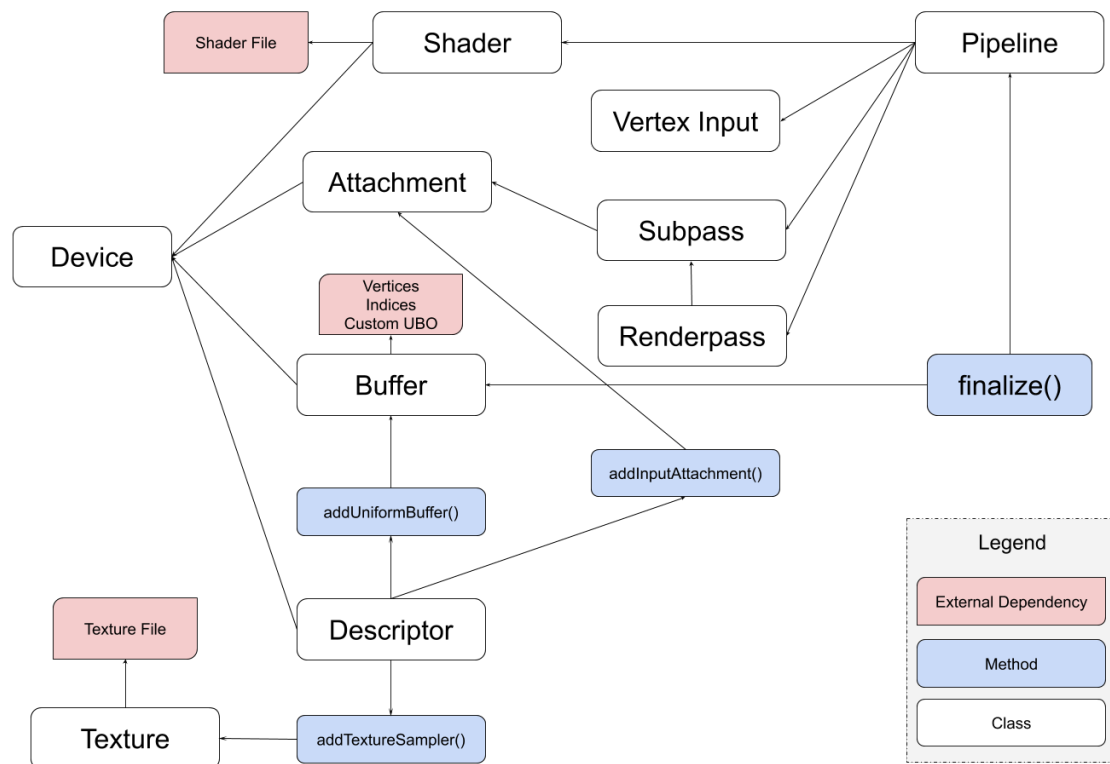 Shader File
Shader
Pipeline
Vertex Input
Attachment
Subpass
Device
Vertices
Indices
Custom UBO
Renderpass
Buffer
finalize()
addInputAttachment()
addUniformBuffer()
Legend
External Dependency
Texture File
Descriptor
Method
Texture
addTextureSampler()
Class